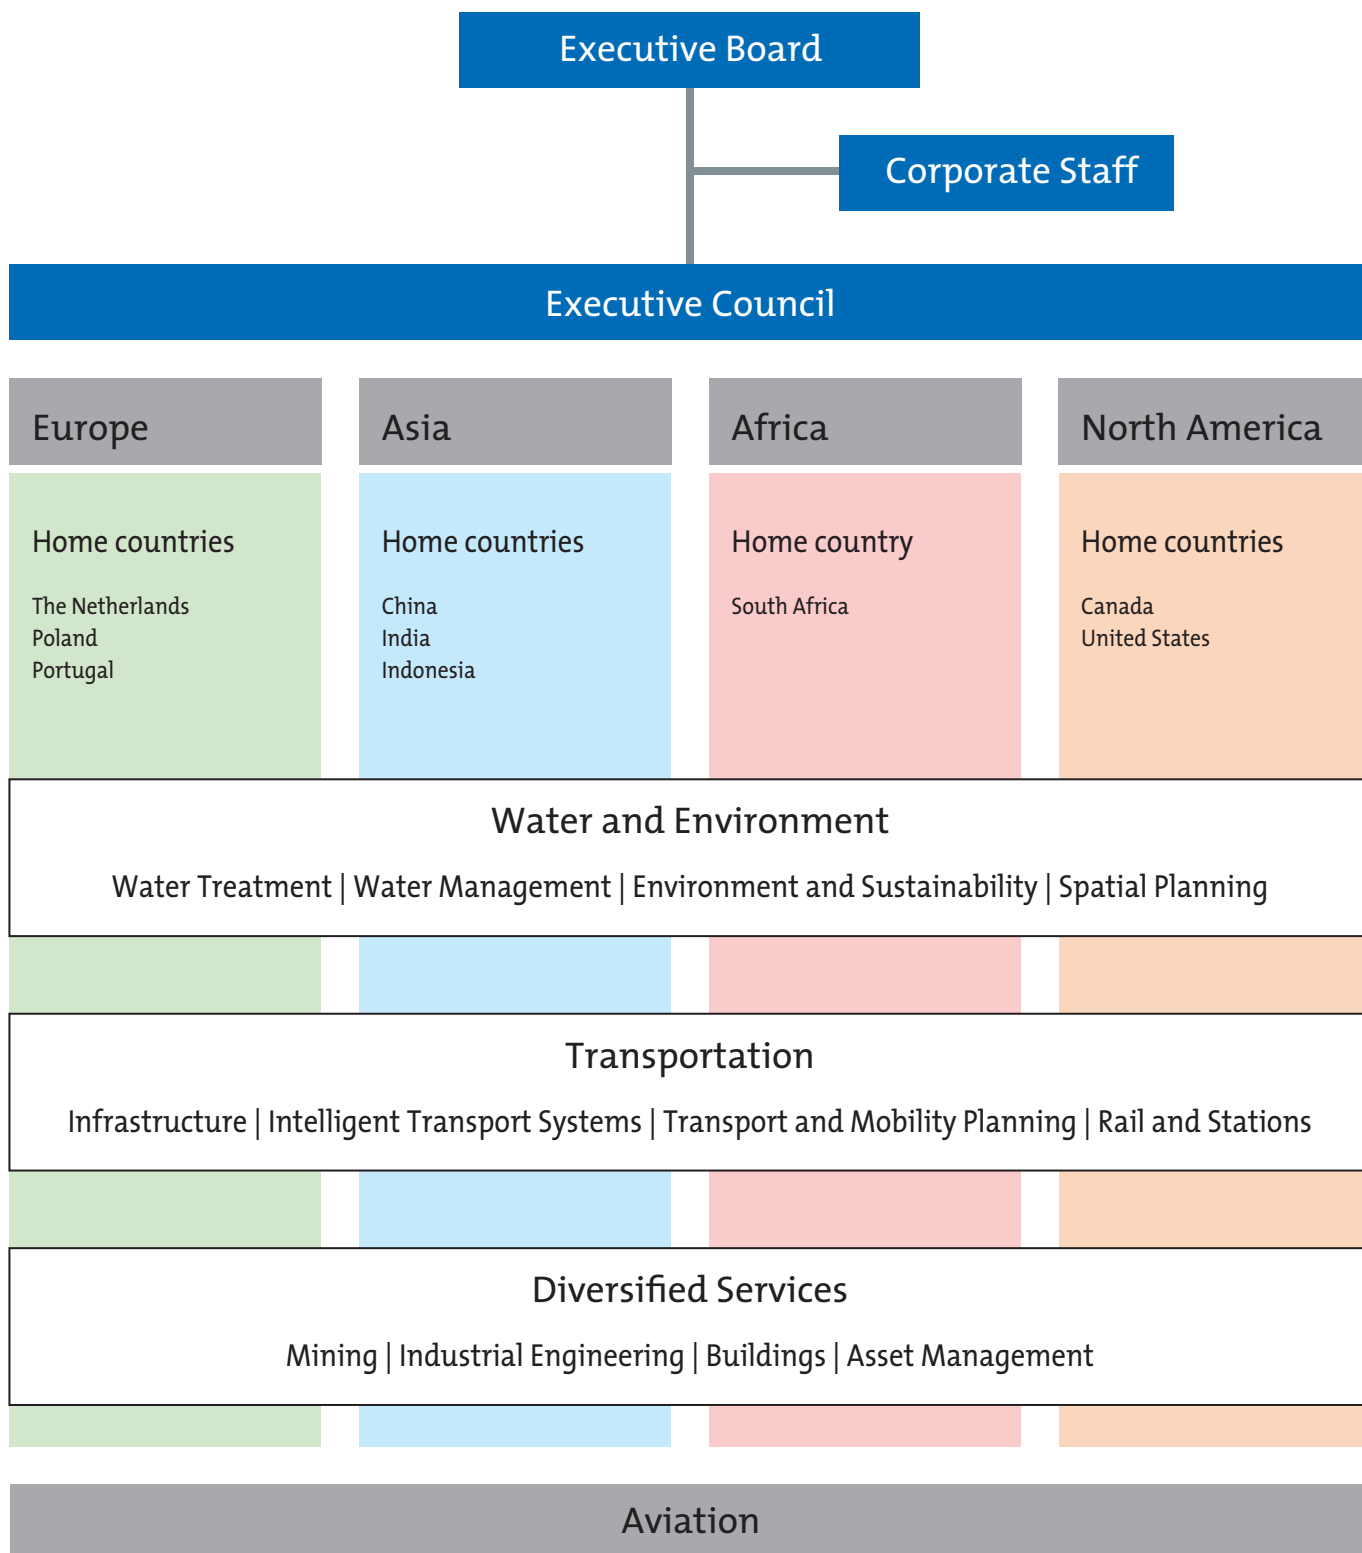 Executive Board
Corporate Staff
Executive Council
Europe
Asia
Africa
North America
Home countries
The Netherlands
Poland
Portugal
Home countries
China
India
Indonesia
Home country
South Africa
Home countries
Canada
United States
Water and Environment
Water Treatment | Water Management | Environment and Sustainability | Spatial Planning
Transportation
Infrastructure | Intelligent Transport Systems | Transport and Mobility Planning | Rail and Stations
Diversified Services
Mining | Industrial Engineering | Buildings | Asset Management
Aviation